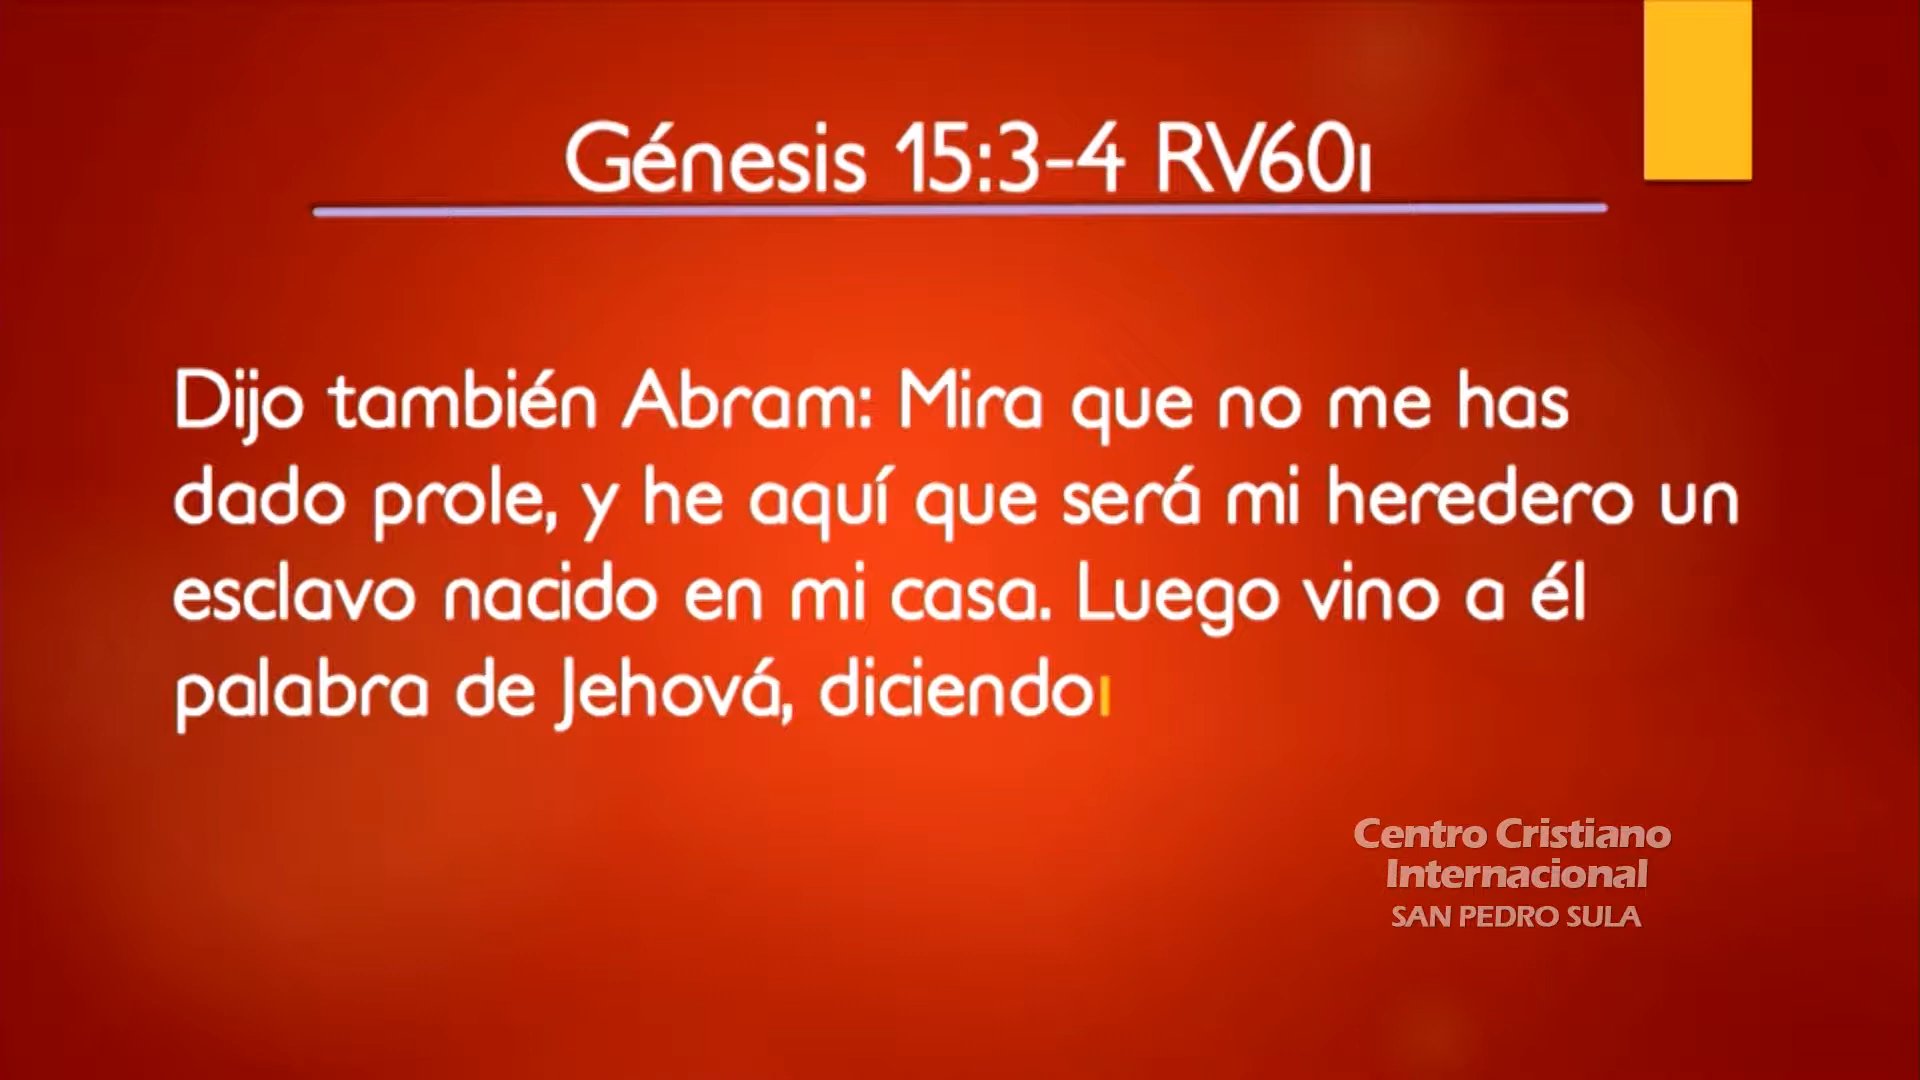 Génesis 15:3-4 RV60
Dijo también Abram: Mira que no me has
dado prole, y he aquí que será mi heredero un
esclavo nacido en mi casa. Luego vino a él
palabra de Jehová, diciendo
Centro Cristiano
Internacional
SAN PEDRO SULA